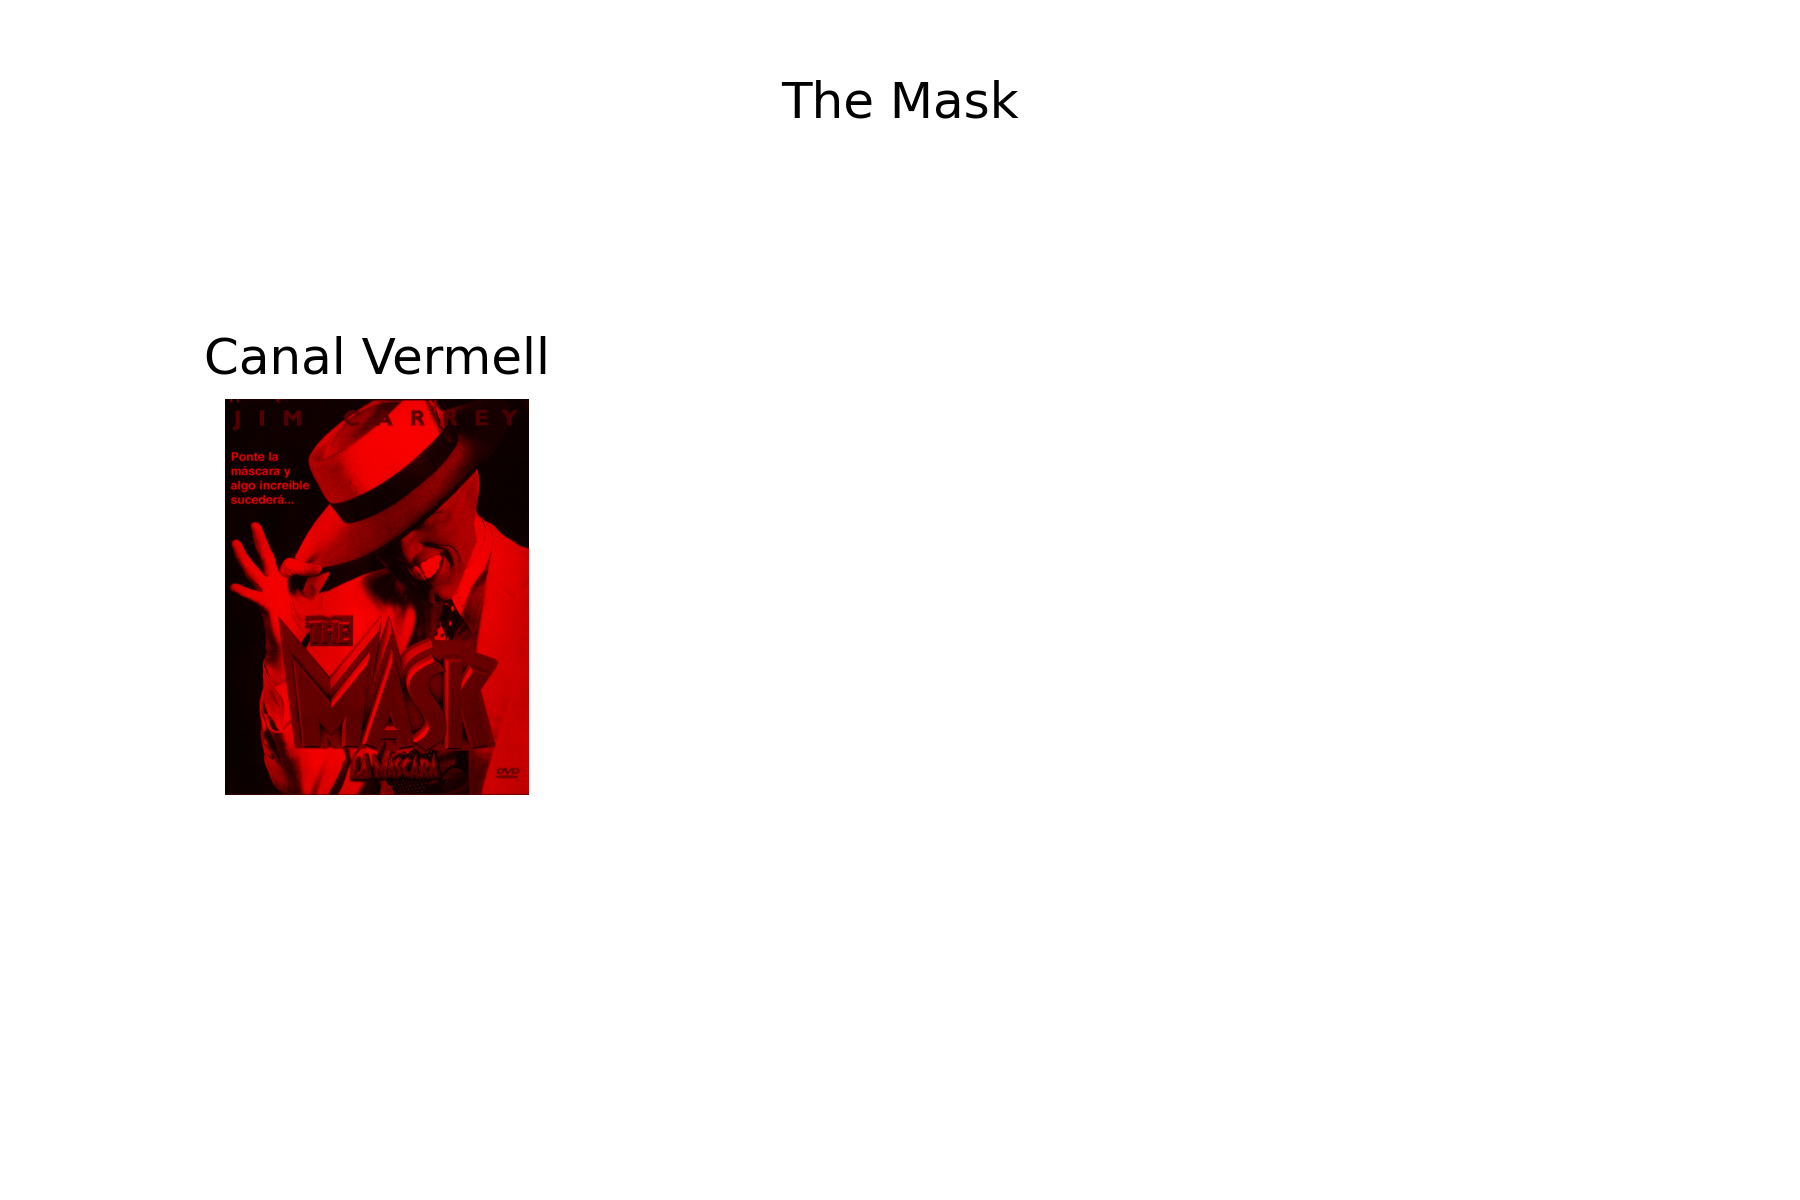 The Mask
Canal Vermell
JIM CARREY
Ponte la
máscara y
algo increíble
sucederá...
THE
MASK
LA MÁSCARA
DVD